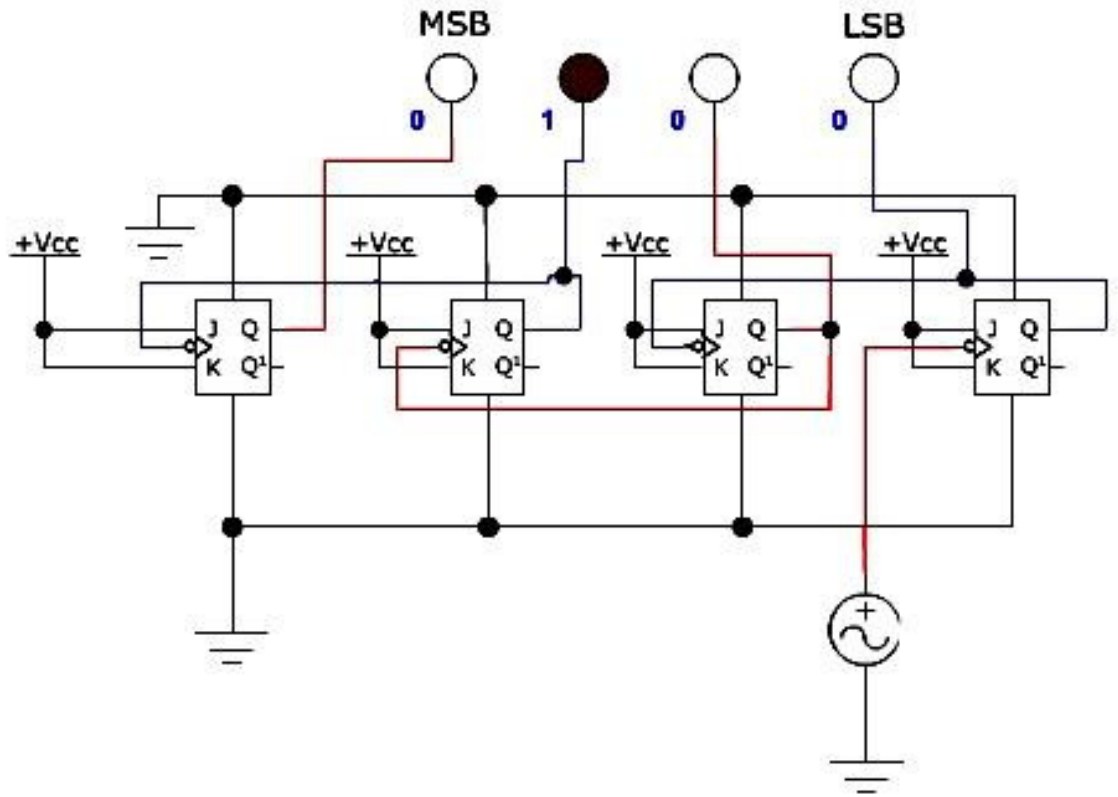 MSB LSB
0 1 0 0
+Vcc +Vcc +Vcc +Vcc
J Q J Q J Q J Q
K Q¹ K Q¹ K Q¹ K Q¹
+